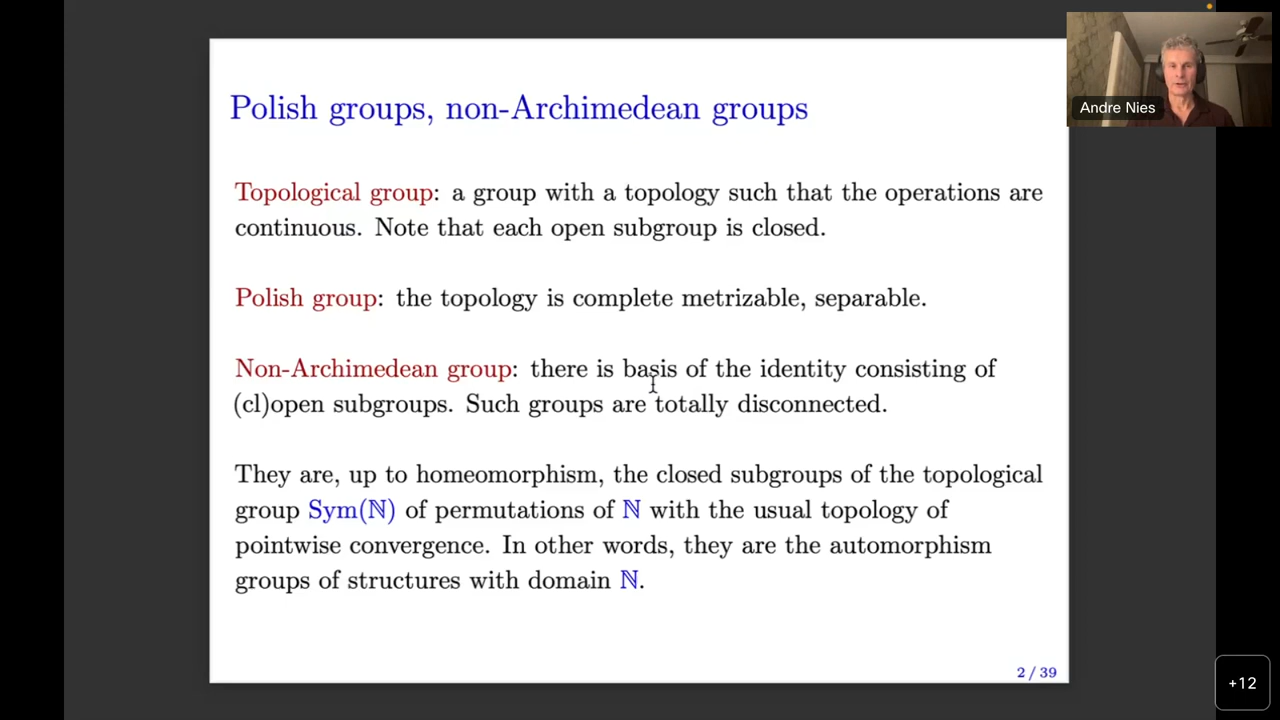 Polish groups, non-Archimedean groups
Andre Nies
Topological group: a group with a topology such that the operations are
continuous. Note that each open subgroup is closed.
Polish group: the topology is complete metrizable, separable.
Non-Archimedean group: there is basis of the identity consisting of
(cl)open subgroups. Such groups are totally disconnected.
They are, up to homeomorphism, the closed subgroups of the topological
group Sym(ℕ) of permutations of ℕ with the usual topology of
pointwise convergence. In other words, they are the automorphism
groups of structures with domain ℕ.
2 / 39
+12